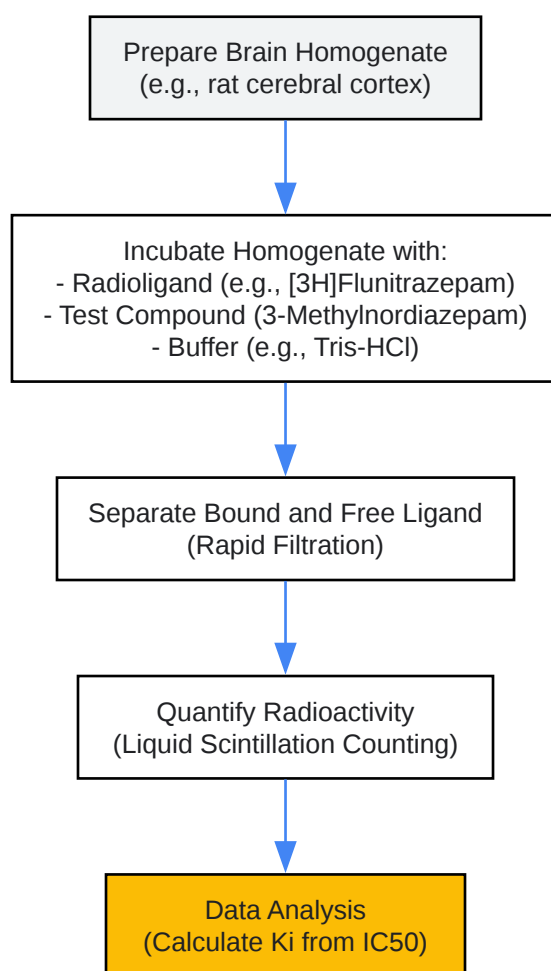 Prepare Brain Homogenate
(e.g., rat cerebral cortex)
Incubate Homogenate with:
- Radioligand (e.g., [3H]Flunitrazepam)
- Test Compound (3-Methylnordiazepam)
- Buffer (e.g., Tris-HCl)
Separate Bound and Free Ligand
(Rapid Filtration)
Quantify Radioactivity
(Liquid Scintillation Counting)
Data Analysis
(Calculate Ki from IC50)